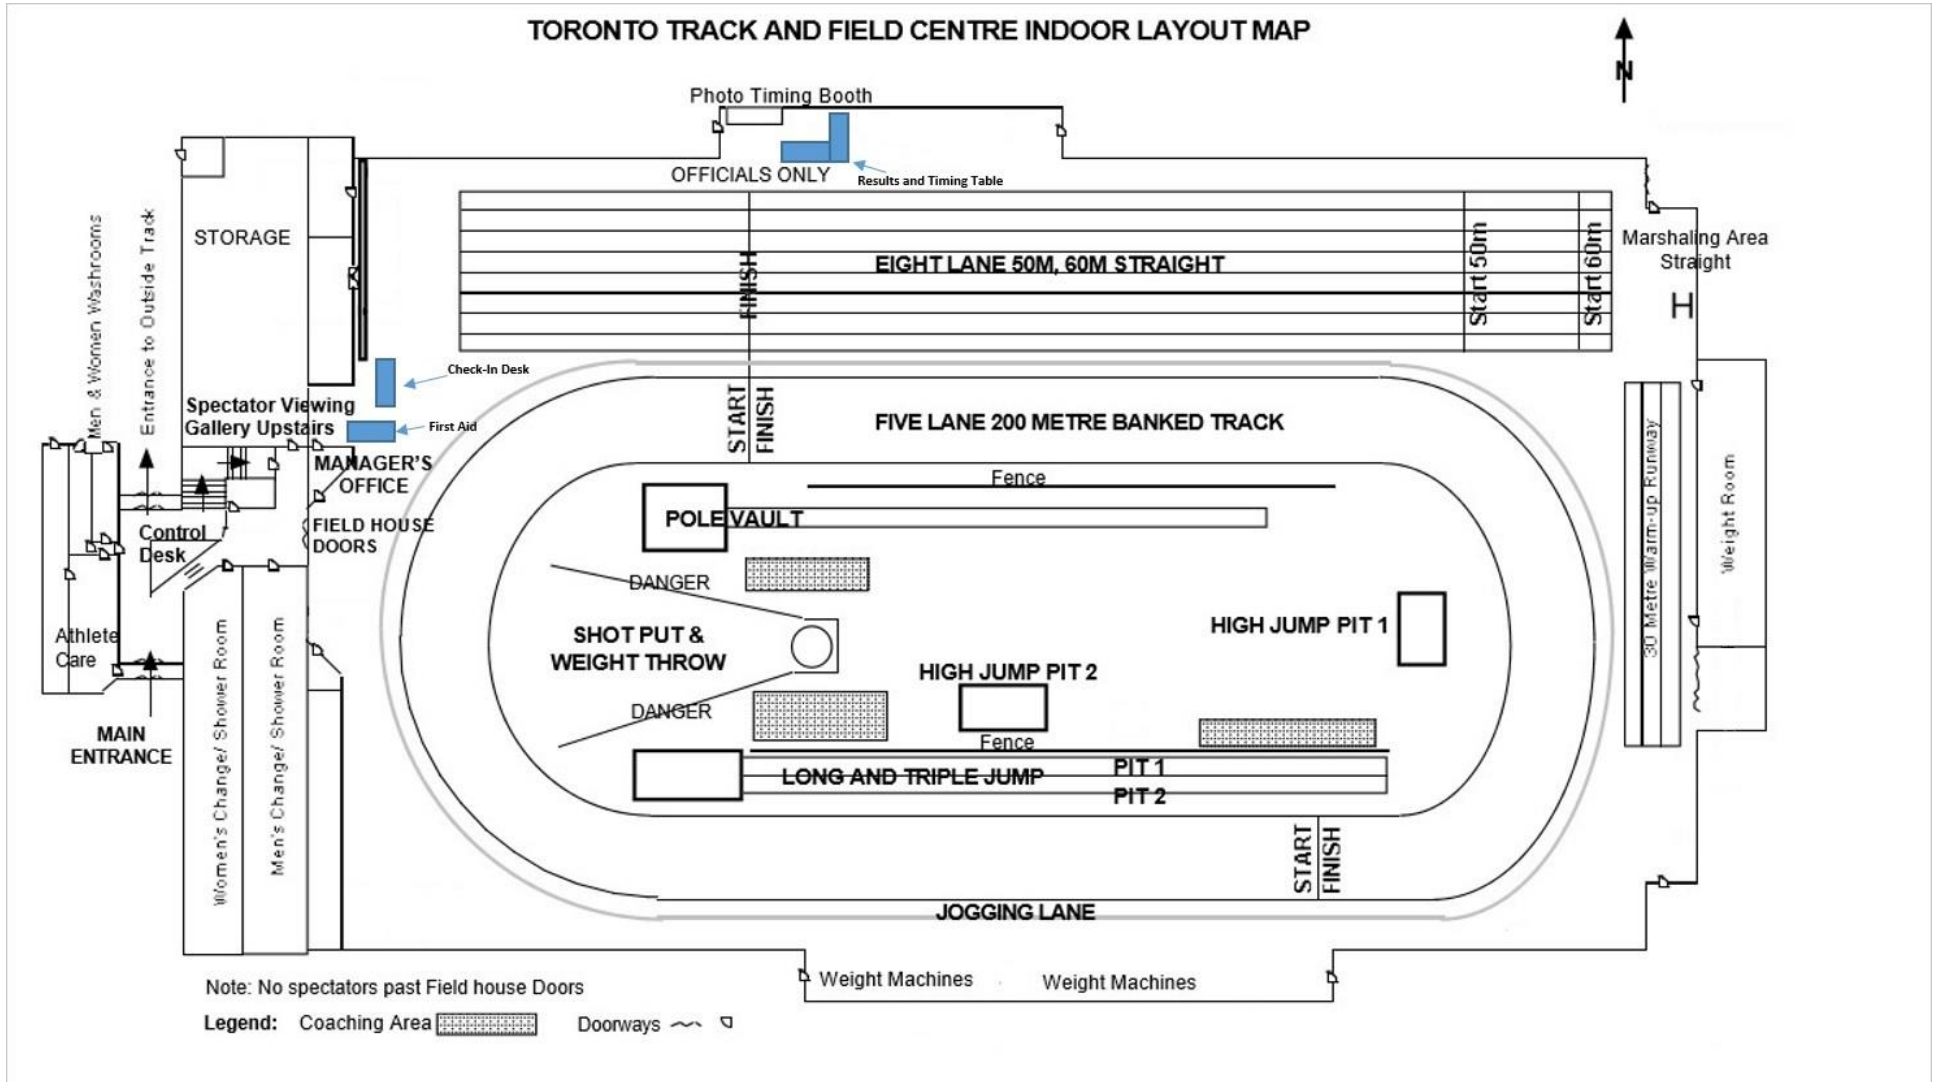 TORONTO TRACK AND FIELD CENTRE INDOOR LAYOUT MAP
N
Photo Timing Booth
OFFICIALS ONLY
Results and Timing Table
Men & Women Washrooms
Entrance to Outside Track
STORAGE
FINISH
EIGHT LANE 50M, 60M STRAIGHT
Start 50m
Start 60m
Marshaling Area
Straight
H
Check-In Desk
First Aid
Spectator Viewing
Gallery Upstairs
MANAGER'S
OFFICE
START
FINISH
FIVE LANE 200 METRE BANKED TRACK
Fence
POLE VAULT
Control
Desk
FIELD HOUSE
DOORS
DANGER
SHOT PUT &
WEIGHT THROW
DANGER
HIGH JUMP PIT 1
HIGH JUMP PIT 2
Fence
LONG AND TRIPLE JUMP
PIT 1
PIT 2
30 Metre Warm-up Runway
Weight Room
Athlete
Care
MAIN
ENTRANCE
Women's Change/ Shower Room
Men's Change/ Shower Room
START
FINISH
JOGGING LANE
Weight Machines
Weight Machines
Note: No spectators past Field house Doors
Legend: Coaching Area Doorways